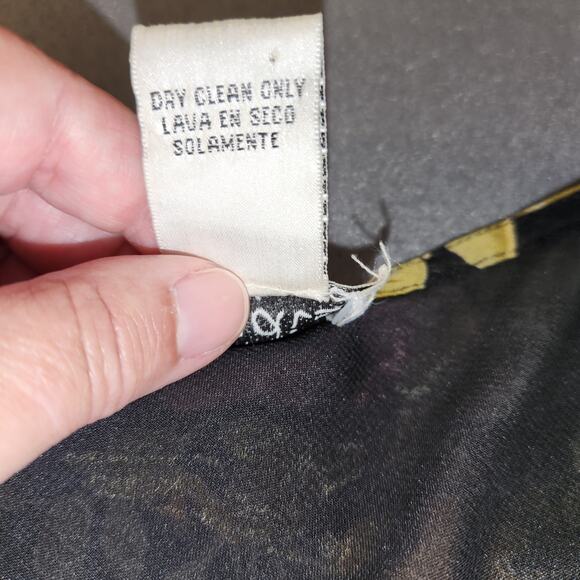 DRY CLEAN ONLY
LAVA EN SECO
SOLAMENTE